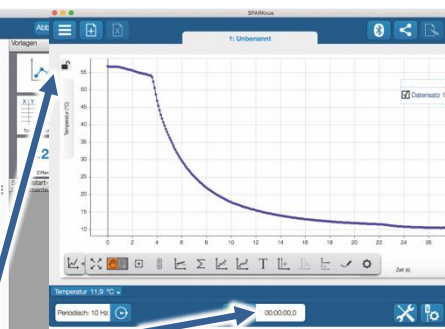 SPARKvue
Abb
1: Unbenannt
Vorlagen
Temperatur (°C)
55
50
45
40
35
30
25
20
15
10
Datensatz 1
X Y
.2
0
2
4
6
8
10
12
14
16
18
20
22
24
26
Zeit (s)
Temperatur 11,9 °C
Periodisch: 10 Hz
00:00:00,0